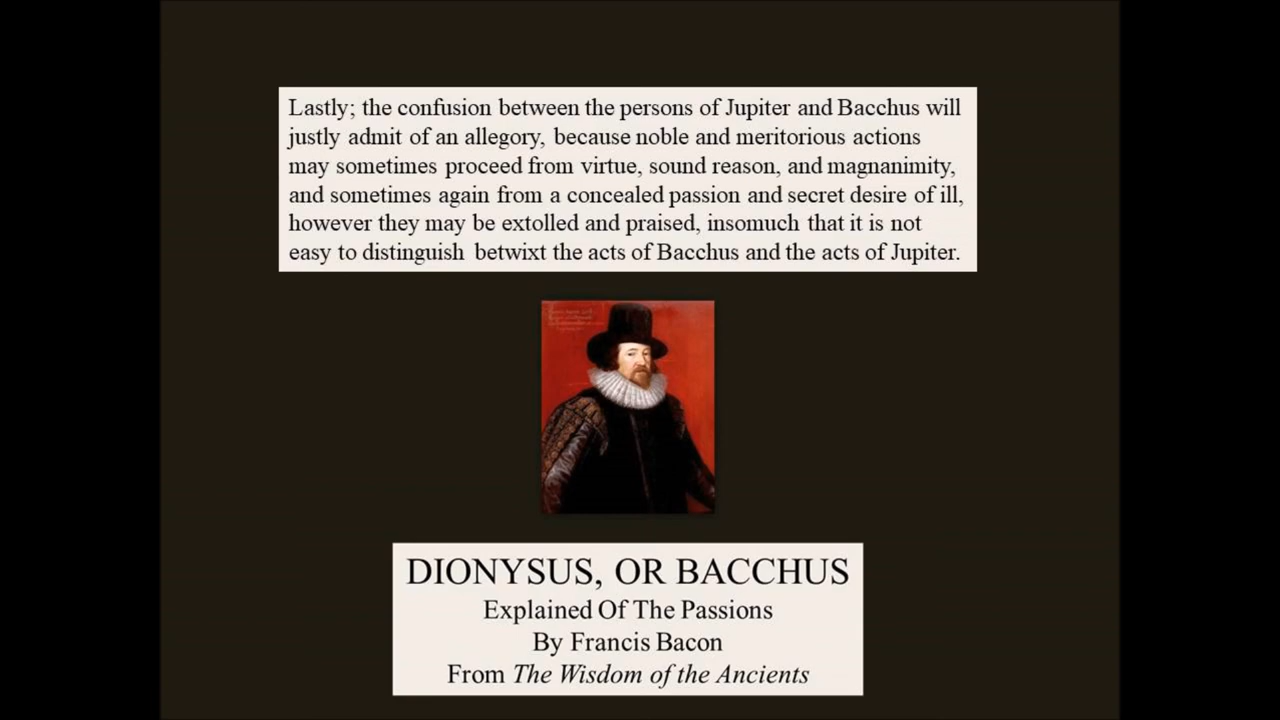 Lastly; the confusion between the persons of Jupiter and Bacchus will
justly admit of an allegory, because noble and meritorious actions
may sometimes proceed from virtue, sound reason, and magnanimity,
and sometimes again from a concealed passion and secret desire of ill,
however they may be extolled and praised, insomuch that it is not
easy to distinguish betwixt the acts of Bacchus and the acts of Jupiter.
DIONYSUS, OR BACCHUS
Explained Of The Passions
By Francis Bacon
From The Wisdom of the Ancients